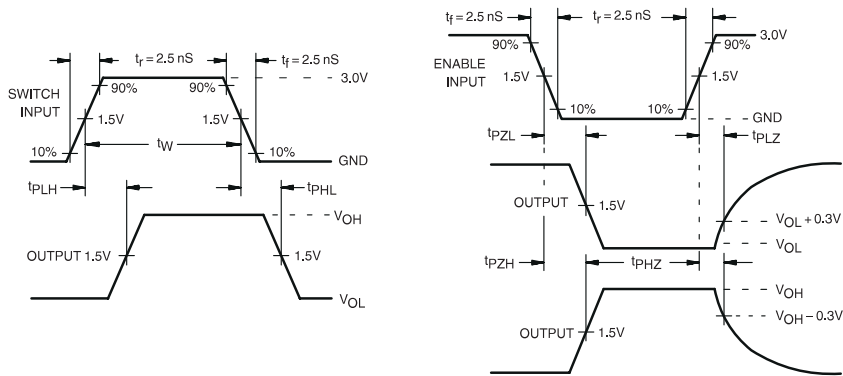 tr = 2.5 nS
tf = 2.5 nS
90%
90%
3.0V
SWITCH
INPUT
1.5V
1.5V
tW
10%
10%
GND
tPLH
tPHL
VOH
OUTPUT
1.5V
1.5V
VOL
tf = 2.5 nS
tr = 2.5 nS
90%
90%
3.0V
ENABLE
INPUT
1.5V
1.5V
10%
10%
GND
tPZL
tPLZ
OUTPUT
1.5V
VOL + 0.3V
VOL
tPZH
tPHZ
VOH
VOH – 0.3V
OUTPUT
1.5V